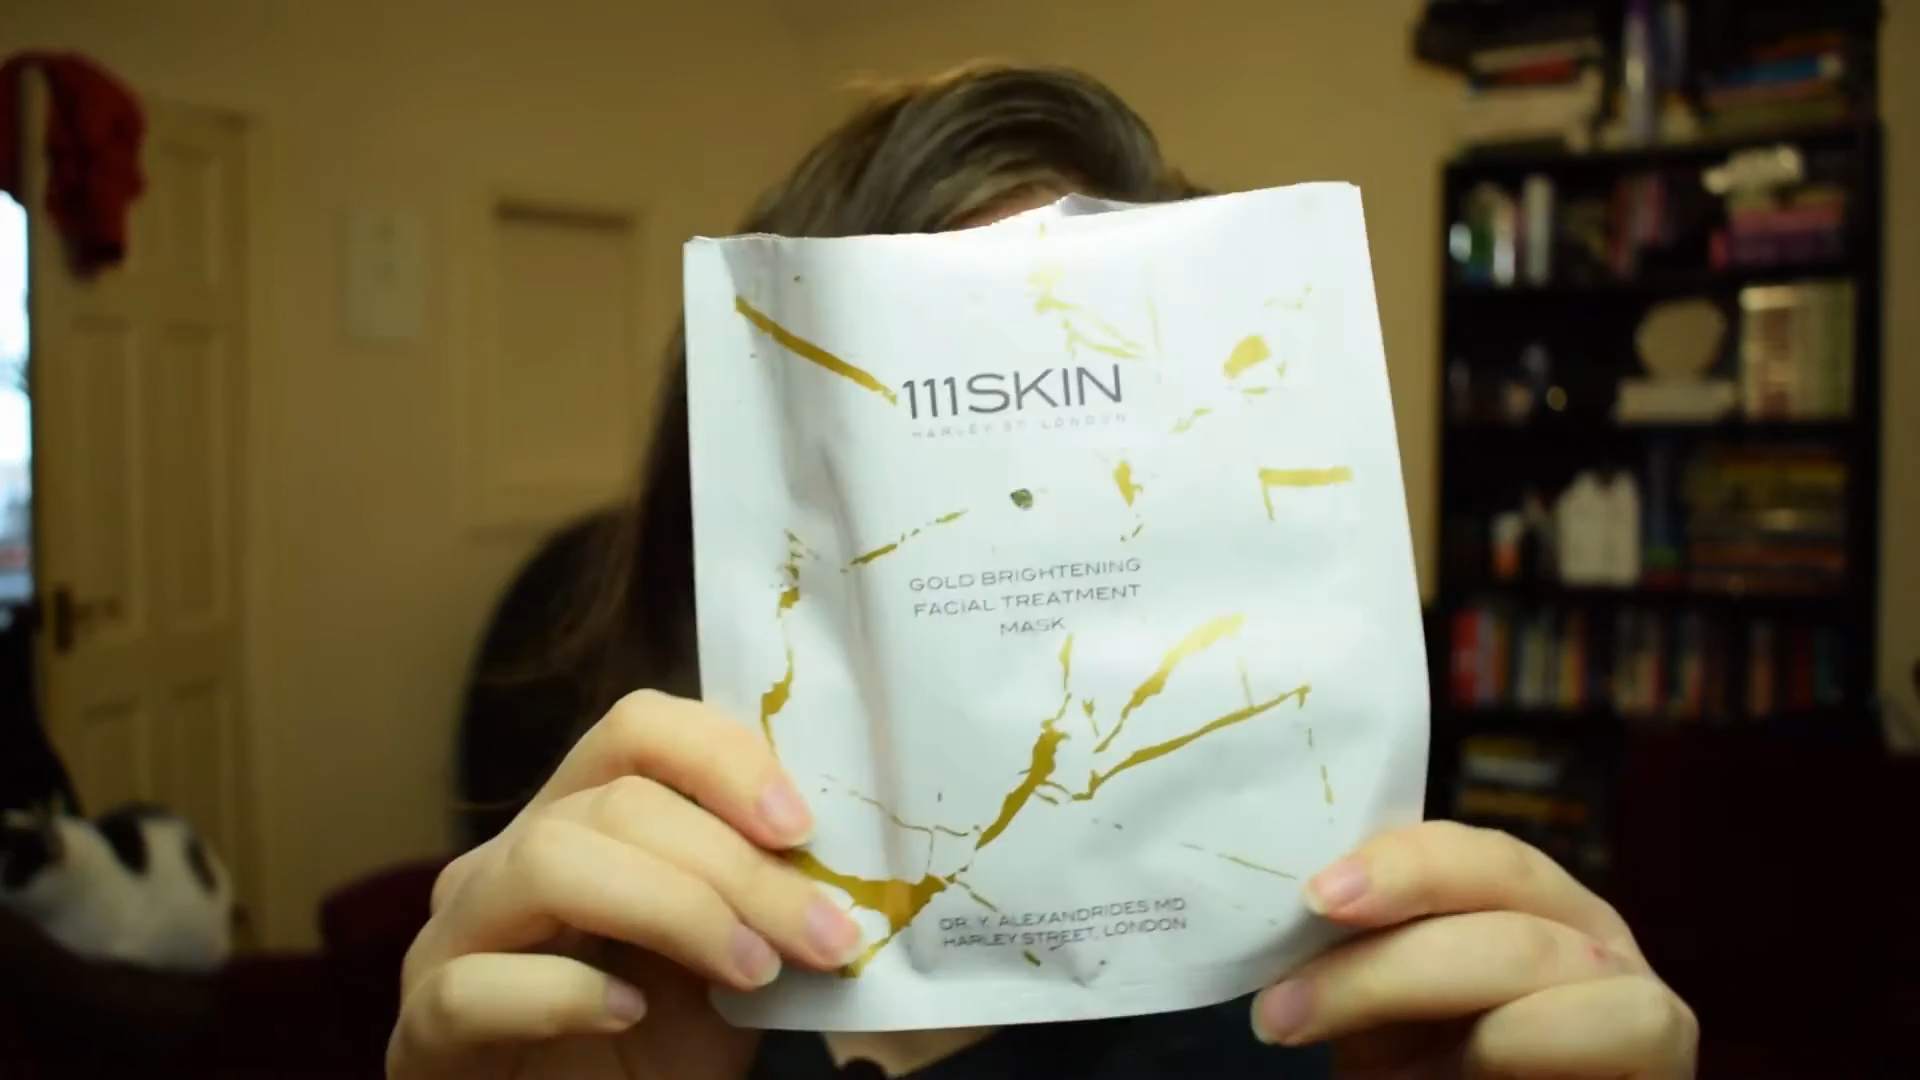 111SKIN
HARLEY ST. LONDON
GOLD BRIGHTENING
FACIAL TREATMENT
MASK
DR. Y. ALEXANDRIDES MD
HARLEY STREET, LONDON